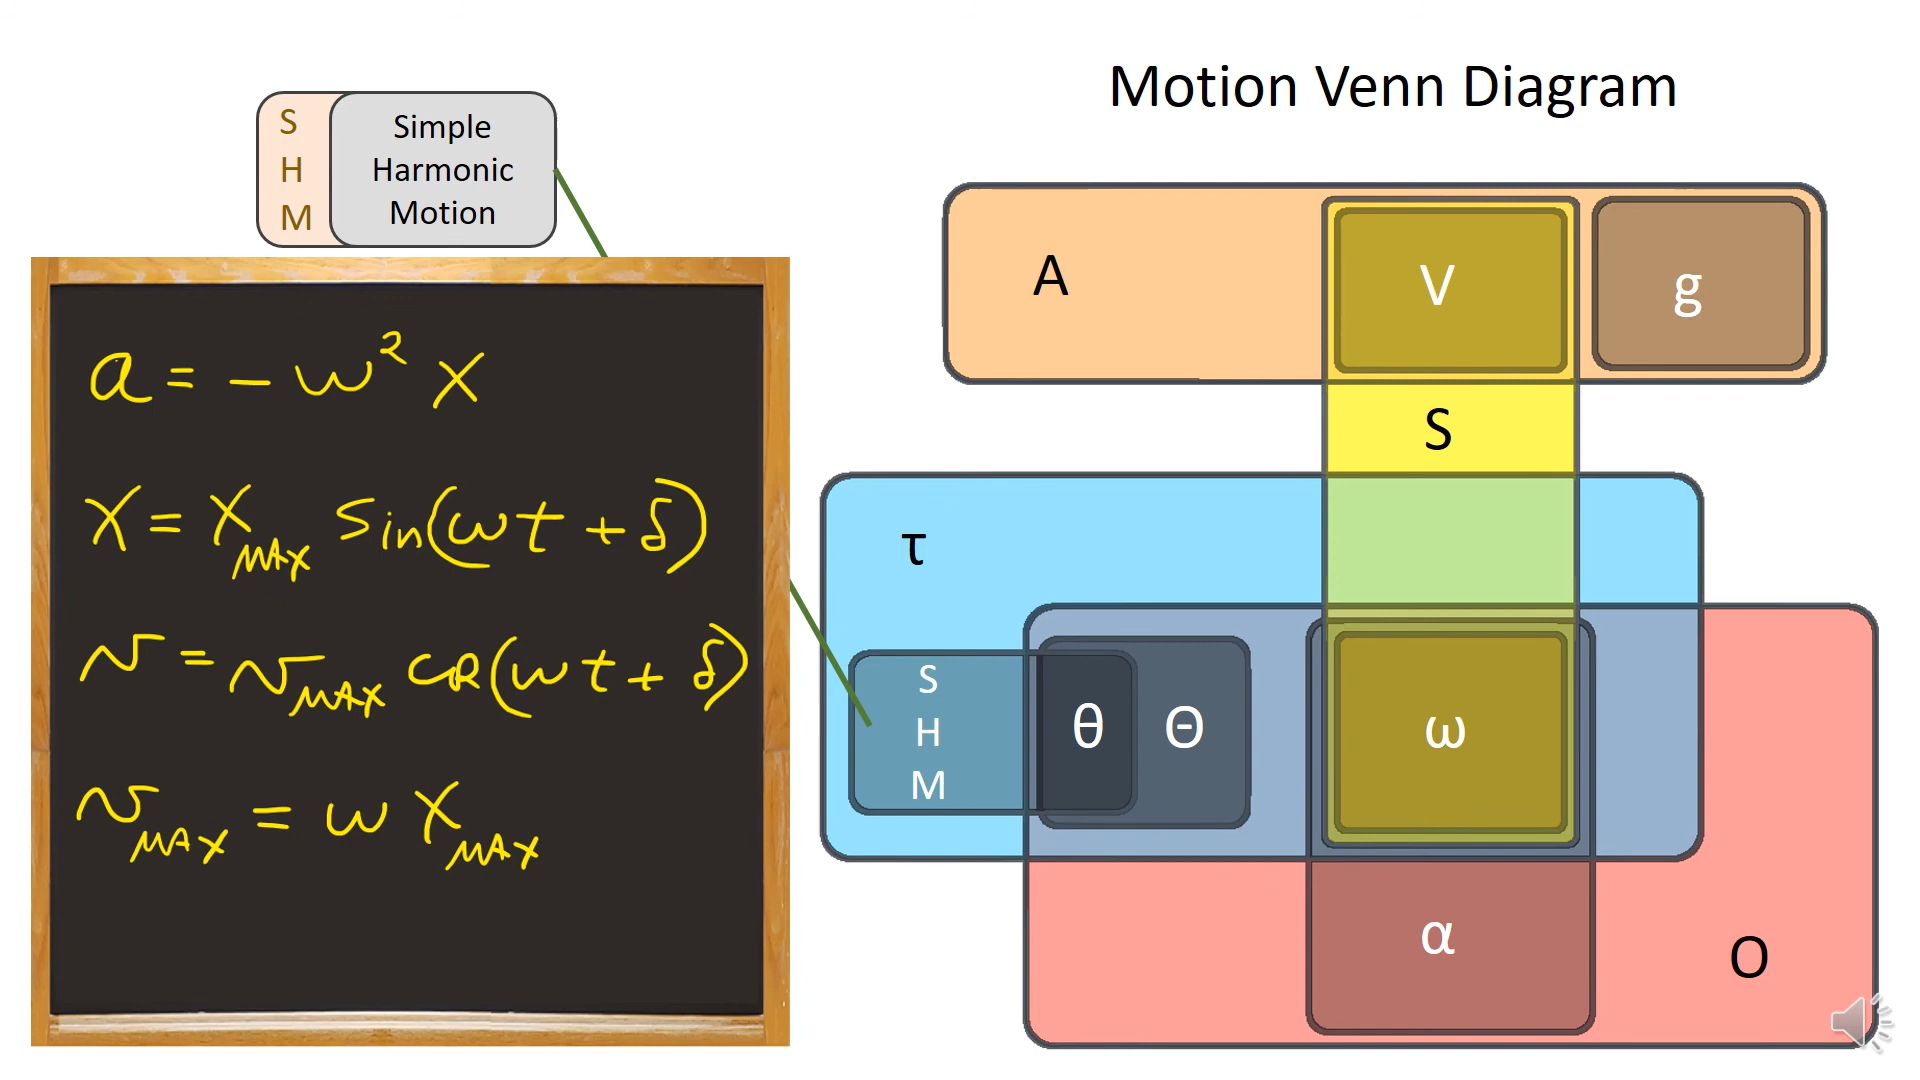 Motion Venn Diagram
S
H
M
Simple
Harmonic
Motion
a = - ω² x
x = x_MAX sin(ωt + δ)
v = v_MAX cos(ωt + δ)
v_MAX = ω x_MAX
A
V
g
S
τ
S
H
M
θ
Θ
ω
α
O